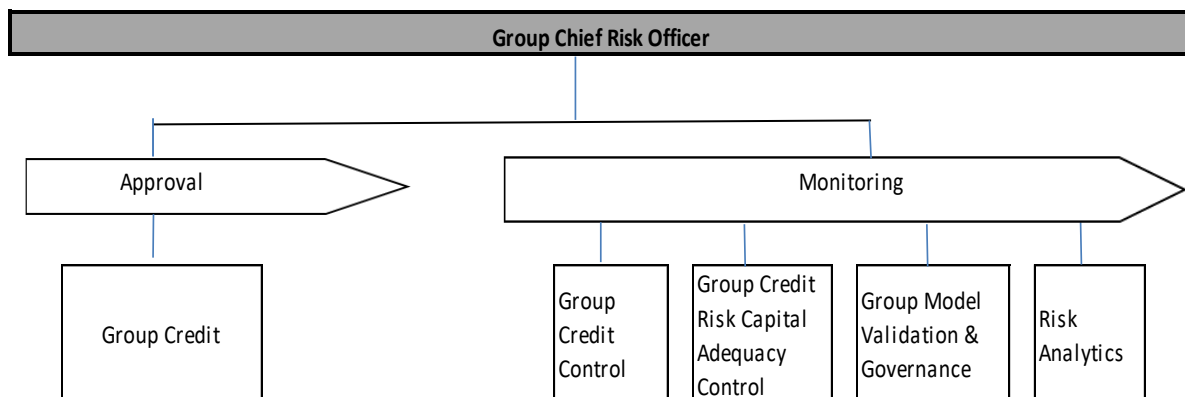 Group Chief Risk Officer
Approval
Monitoring
Group Credit
Group
Credit
Control
Group Credit
Risk Capital
Adequacy
Control
Group Model
Validation &
Governance
Risk
Analytics